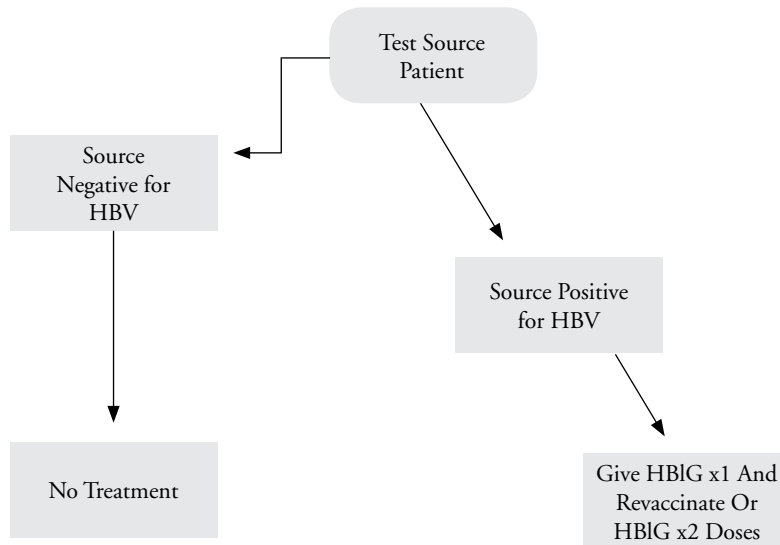 Test Source
Patient
Source
Negative for
HBV
Source Positive
for HBV
No Treatment
Give HBlG x1 And
Revaccinate Or
HBlG x2 Doses